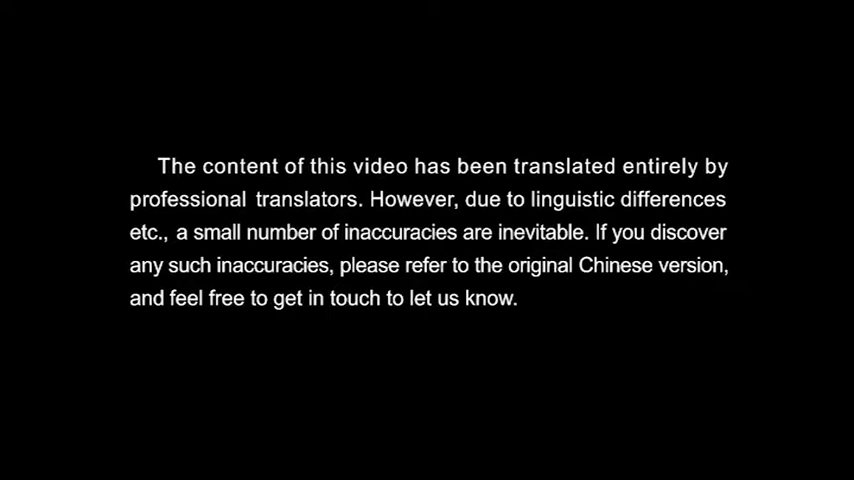 The content of this video has been translated entirely by
professional translators. However, due to linguistic differences
etc., a small number of inaccuracies are inevitable. If you discover
any such inaccuracies, please refer to the original Chinese version,
and feel free to get in touch to let us know.